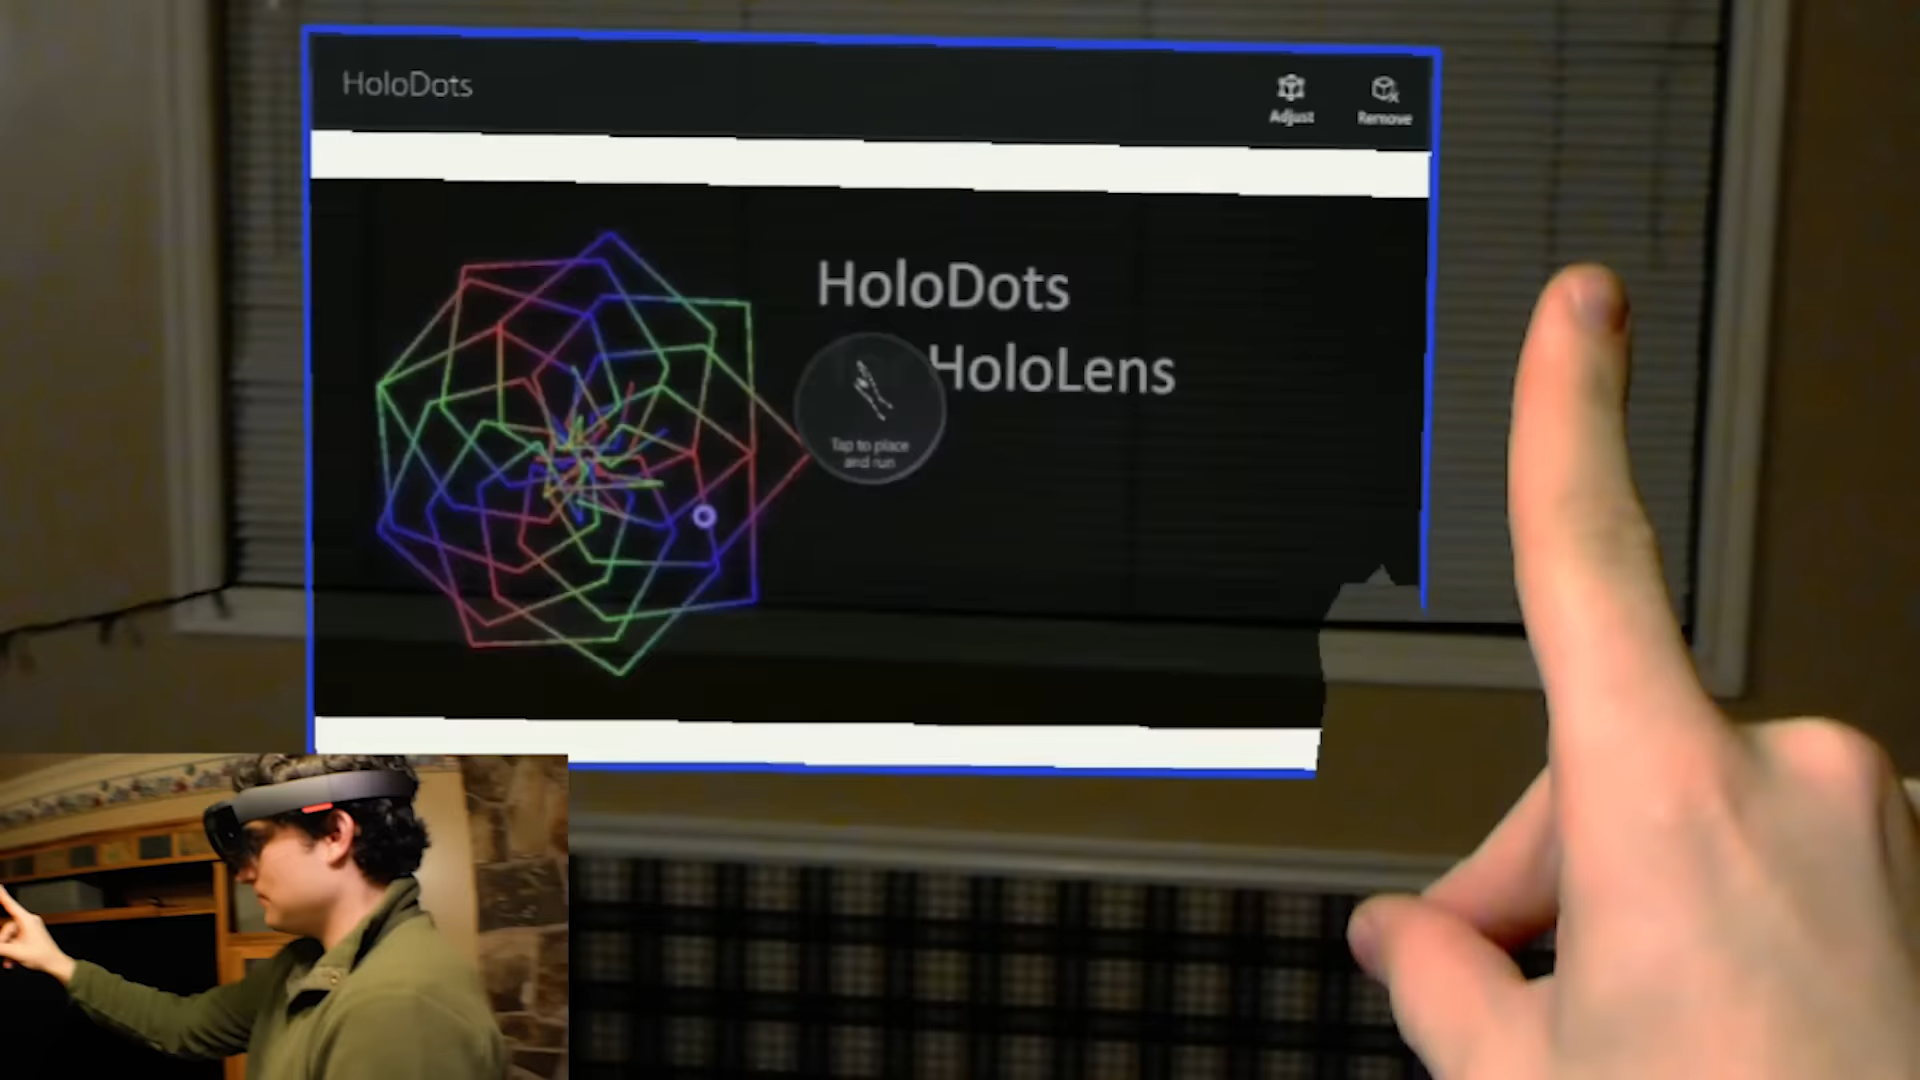 HoloDots
Adjust
Remove
HoloDots
HoloLens
Tap to place
and run